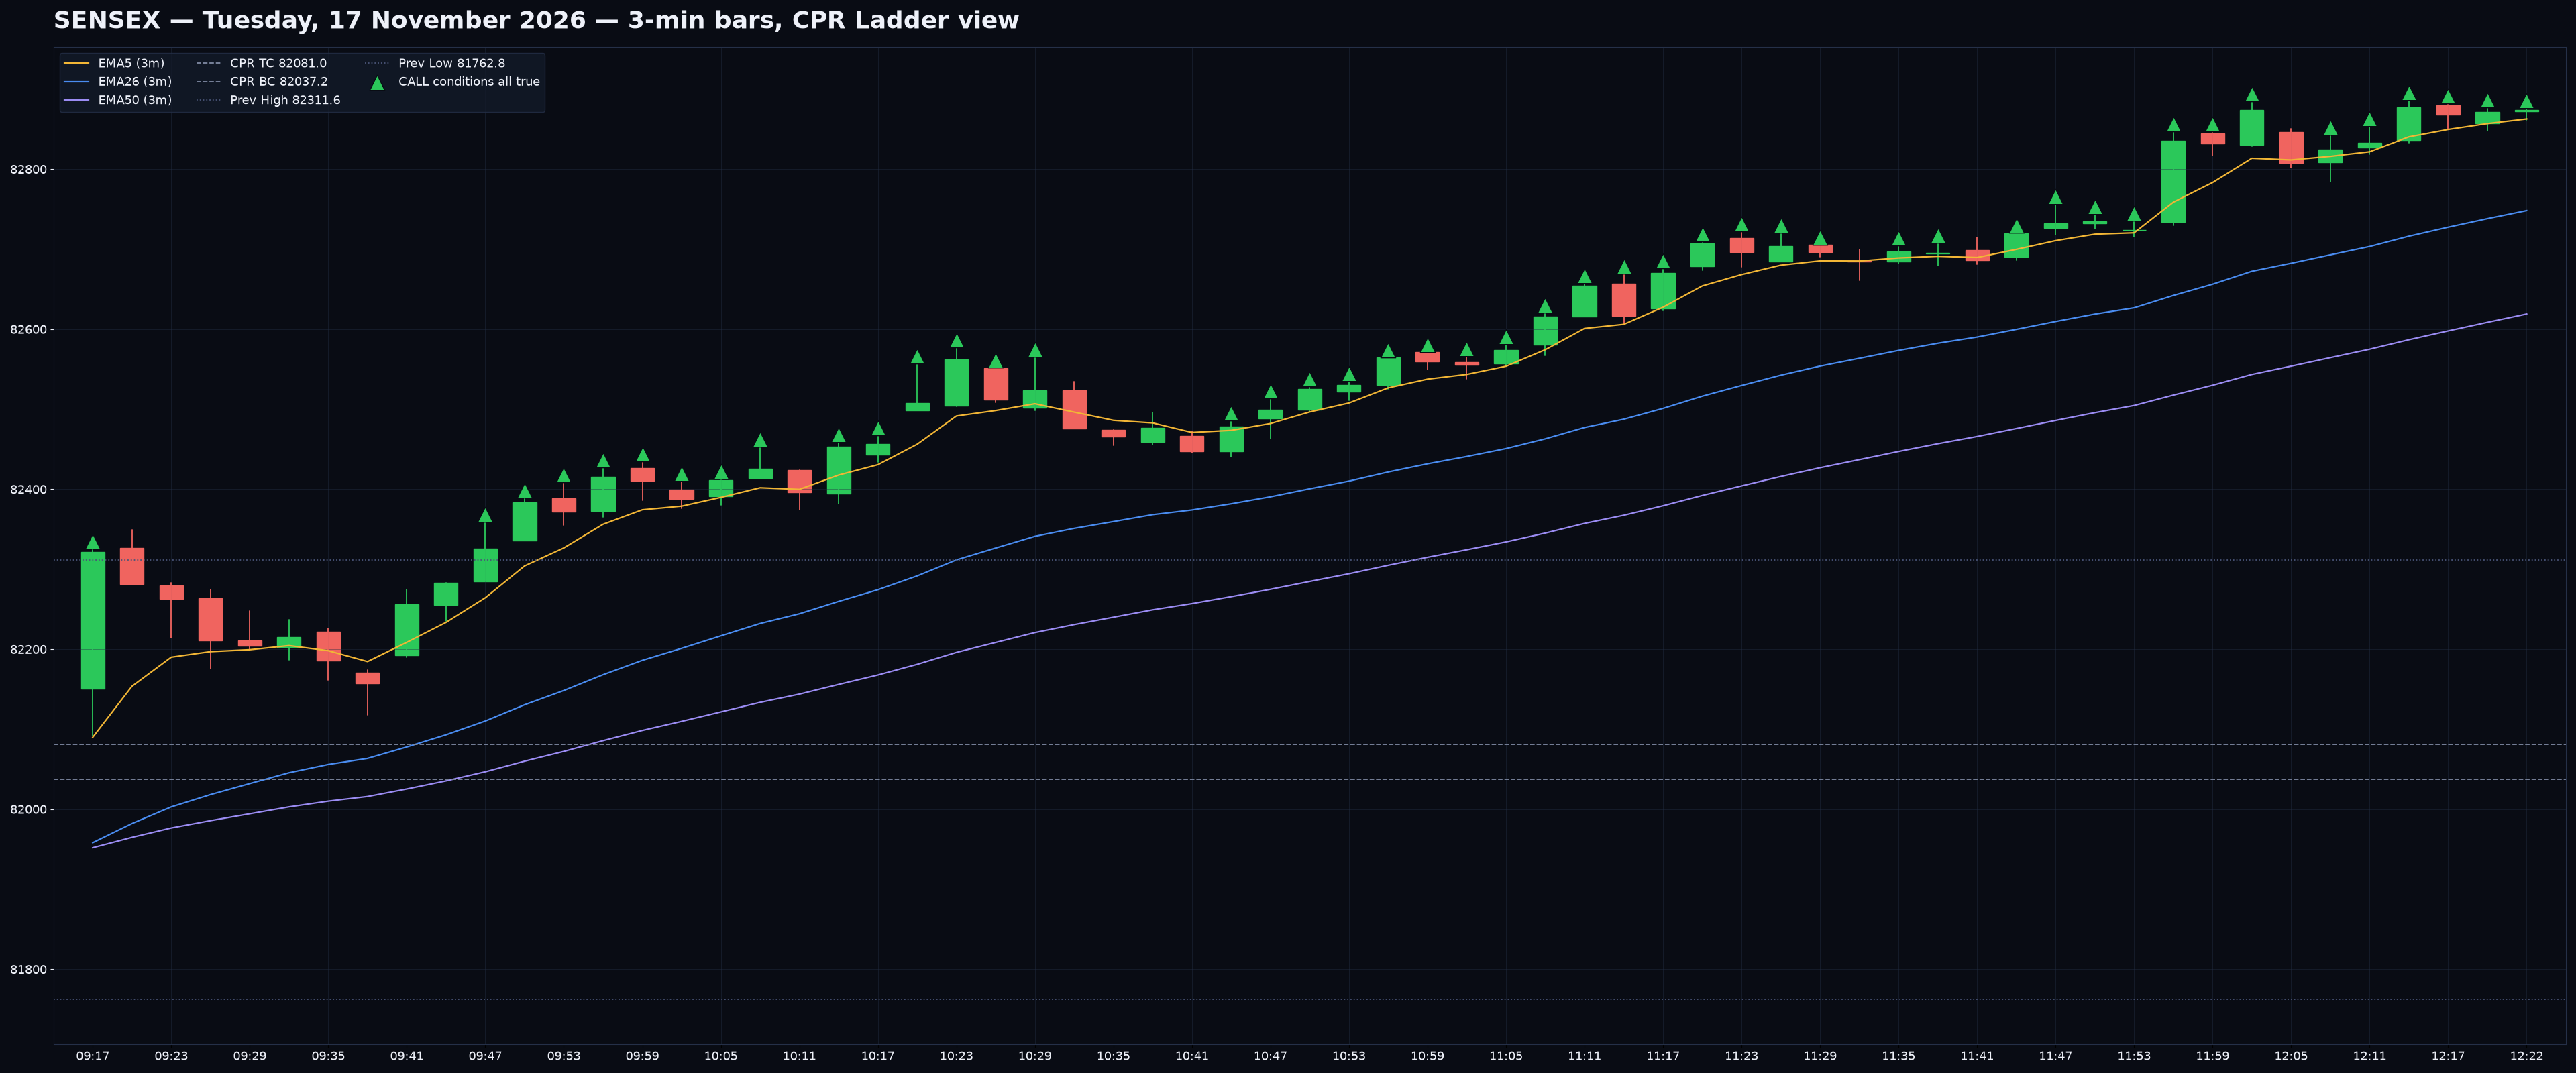 SENSEX — Tuesday, 17 November 2026 — 3-min bars, CPR Ladder view
EMA5 (3m)
EMA26 (3m)
EMA50 (3m)
CPR TC 82081.0
CPR BC 82037.2
Prev High 82311.6
Prev Low 81762.8
CALL conditions all true
82800
82600
82400
82200
82000
81800
09:17 09:23 09:29 09:35 09:41 09:47 09:53 09:59 10:05 10:11 10:17 10:23 10:29 10:35 10:41 10:47 10:53 10:59 11:05 11:11 11:17 11:23 11:29 11:35 11:41 11:47 11:53 11:59 12:05 12:11 12:17 12:22